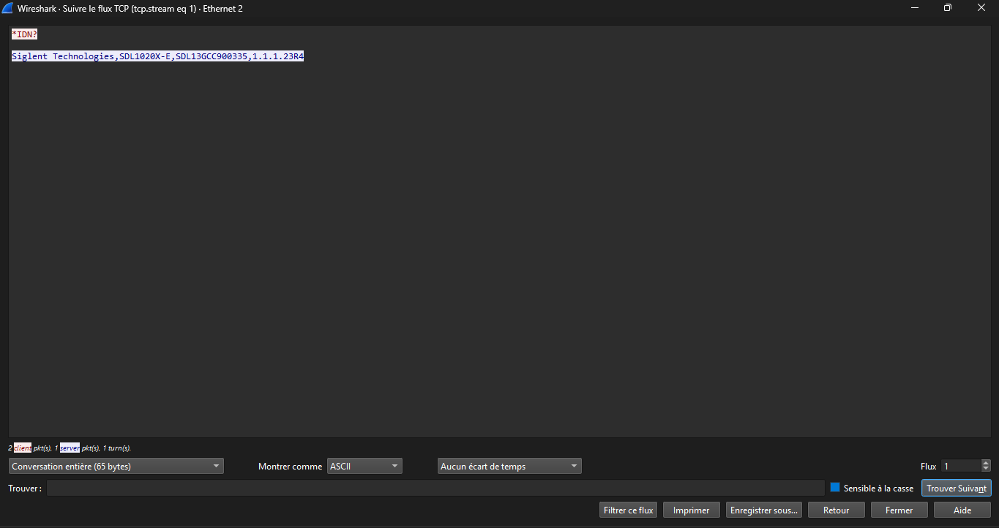 Wireshark · Suivre le flux TCP (tcp.stream eq 1) · Ethernet 2
*IDN?
Siglent Technologies,SDL1020X-E,SDL13GCC900335,1.1.1.23R4
2 client pkt(s), 1 server pkt(s), 1 turn(s).
Conversation entière (65 bytes) Montrer comme ASCII Aucun écart de temps Flux 1
Trouver : Sensible à la casse Trouver Suivant
Filtrer ce flux Imprimer Enregistrer sous... Retour Fermer Aide